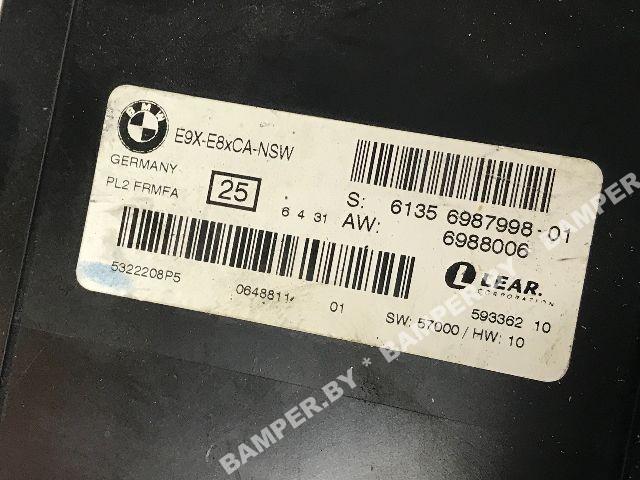 BMW
E9X-E8xCA-NSW
GERMANY
PL2 FRMFA
25
6 4 31
S: 6135 6987998-01
AW: 6988006
5322208P5
0648811
01
LEAR.
CORPORATION
593362 10
SW: 57000 / HW: 10
BAMPER.BY * BAMPER.BY * BAMPER.BY